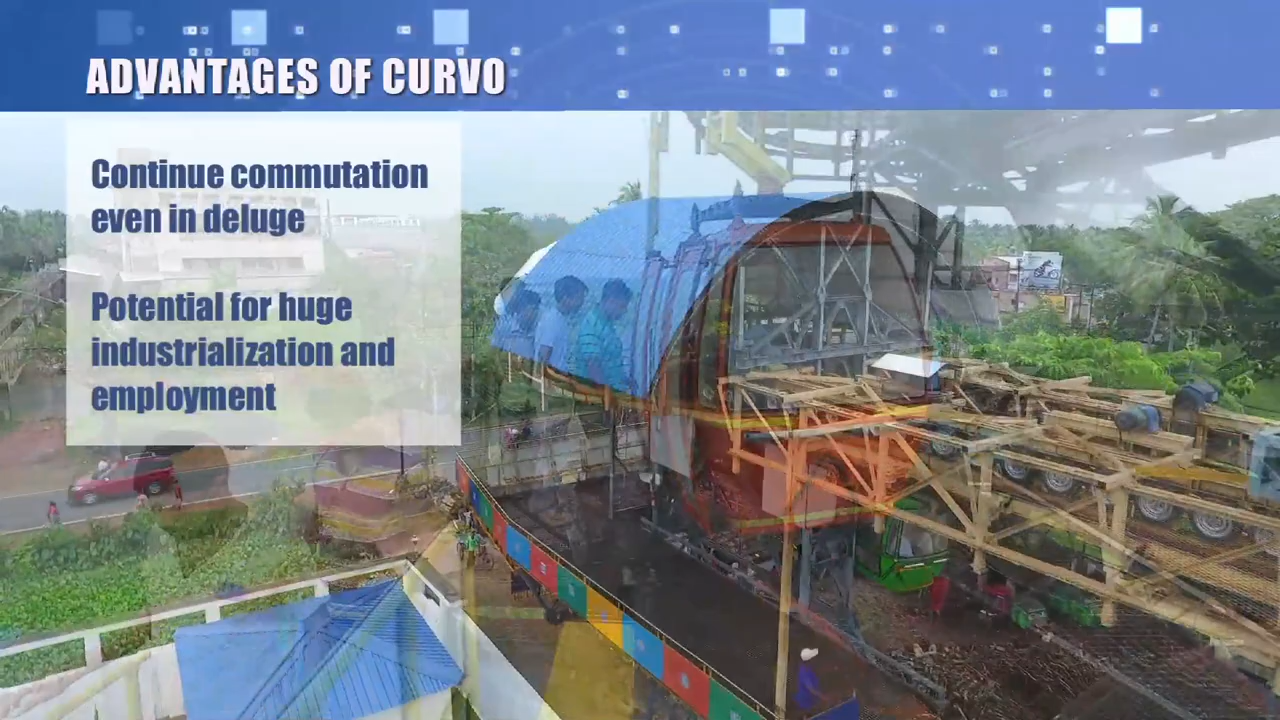 ADVANTAGES OF CURVO
Continue commutation
even in deluge
Potential for huge
industrialization and
employment